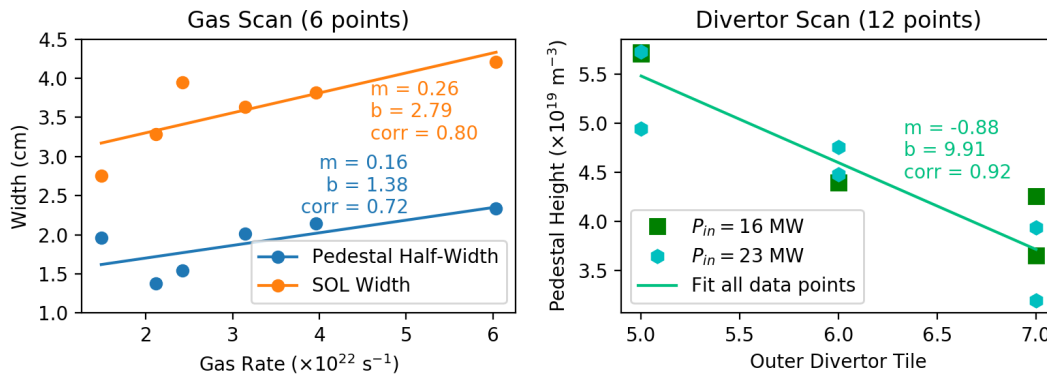 Gas Scan (6 points)
4.5
4.0
3.5
3.0
2.5
2.0
1.5
1.0
Width (cm)
m = 0.26
b = 2.79
corr = 0.80
m = 0.16
b = 1.38
corr = 0.72
Pedestal Half-Width
SOL Width
2
3
4
5
6
Gas Rate (×10²² s⁻¹)
Divertor Scan (12 points)
5.5
5.0
4.5
4.0
3.5
Pedestal Height (×10¹⁹ m⁻³)
m = -0.88
b = 9.91
corr = 0.92
P_in = 16 MW
P_in = 23 MW
Fit all data points
5.0
5.5
6.0
6.5
7.0
Outer Divertor Tile